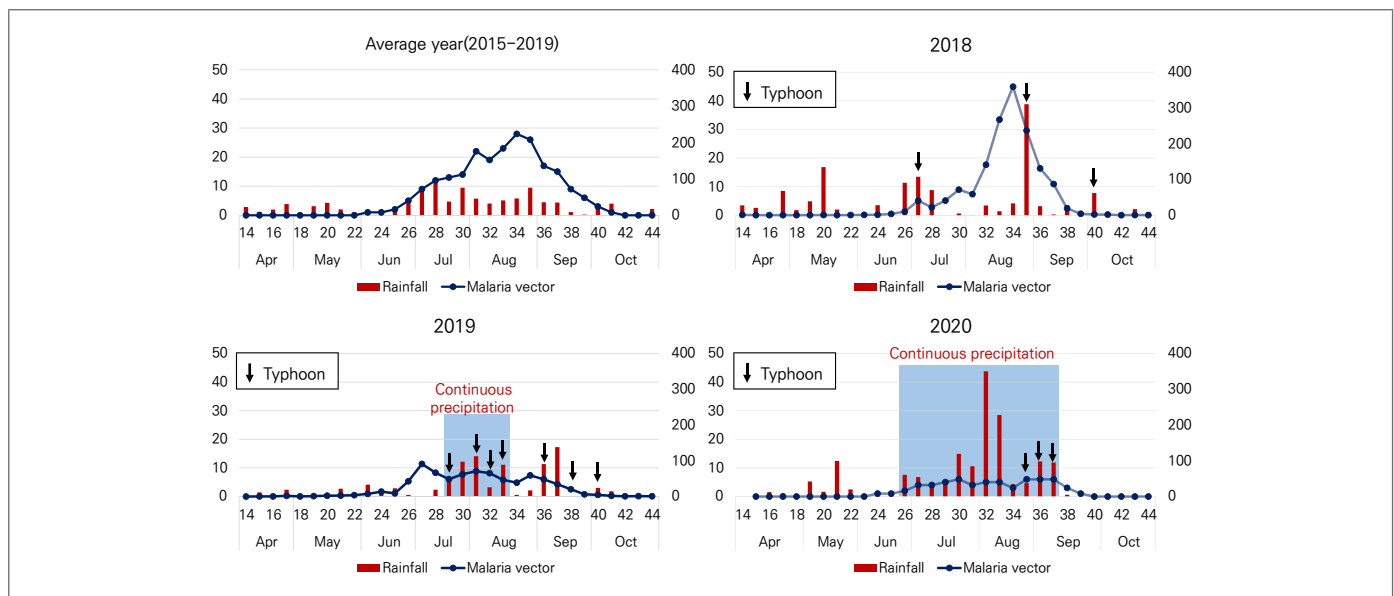 Average year(2015-2019)
50 40 30 20 10 0
400 300 200 100 0
14 16 18 20 22 24 26 28 30 32 34 36 38 40 42 44
Apr May Jun Jul Aug Sep Oct
Rainfall Malaria vector
2018
Typhoon
50 40 30 20 10 0
400 300 200 100 0
14 16 18 20 22 24 26 28 30 32 34 36 38 40 42 44
Apr May Jun Jul Aug Sep Oct
Rainfall Malaria vector
2019
Typhoon
Continuous
precipitation
50 40 30 20 10 0
400 300 200 100 0
14 16 18 20 22 24 26 28 30 32 34 36 38 40 42 44
Apr May Jun Jul Aug Sep Oct
Rainfall Malaria vector
2020
Typhoon
Continuous precipitation
50 40 30 20 10 0
400 300 200 100 0
14 16 18 20 22 24 26 28 30 32 34 36 38 40 42 44
Apr May Jun Jul Aug Sep Oct
Rainfall Malaria vector